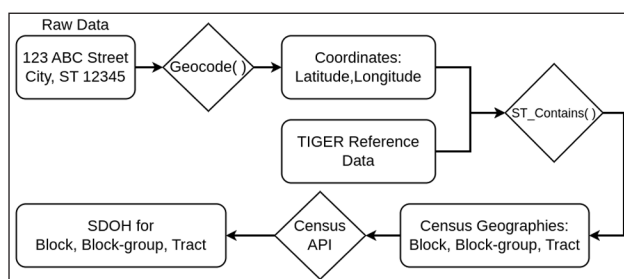 Raw Data
123 ABC Street
City, ST 12345
Geocode( )
Coordinates:
Latitude,Longitude
TIGER Reference
Data
ST_Contains( )
Census Geographies:
Block, Block-group, Tract
Census
API
SDOH for
Block, Block-group, Tract